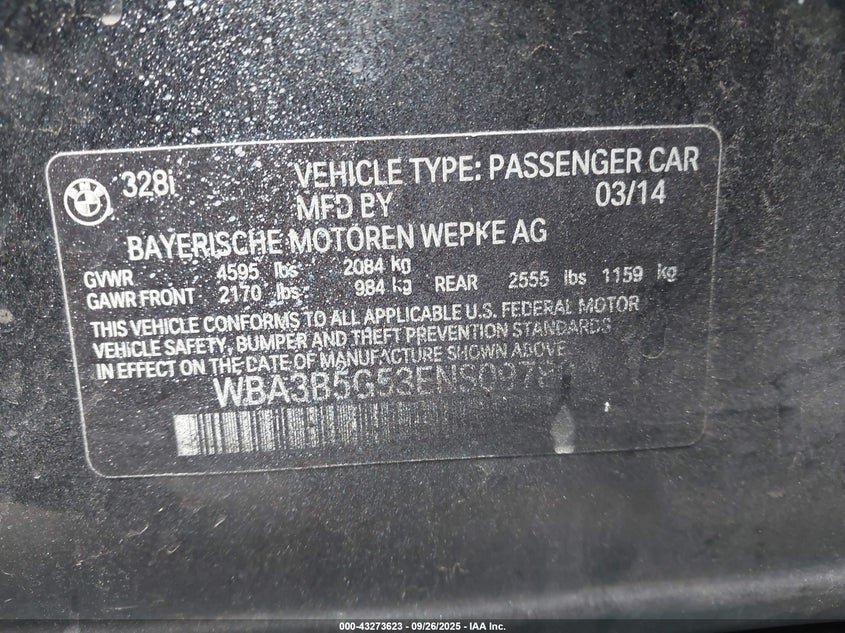 BMW
328i VEHICLE TYPE: PASSENGER CAR
MFD BY 03/14
BAYERISCHE MOTOREN WEPKE AG
GVWR 4595 lbs 2084 kg
GAWR FRONT 2170 lbs 984 kg REAR 2555 lbs 1159 kg
THIS VEHICLE CONFORMS TO ALL APPLICABLE U.S. FEDERAL MOTOR
VEHICLE SAFETY, BUMPER AND THEFT PREVENTION STANDARDS
IN EFFECT ON THE DATE OF MANUFACTURE SHOWN ABOVE
000-43273623 - 09/26/2025 - IAA Inc.